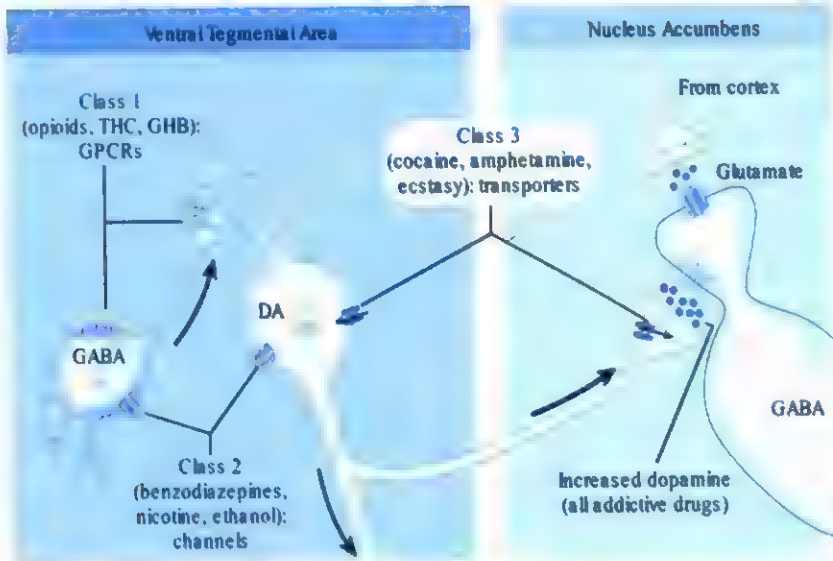 Ventral Tegmental Area
Nucleus Accumbens
Class 1
(opioids, THC, GHB):
GPCRs
From cortex
Class 3
(cocaine, amphetamine,
ecstasy): transporters
Glutamate
DA
GABA
GABA
Class 2
(benzodiazepines,
nicotine, ethanol):
channels
Increased dopamine
(all addictive drugs)